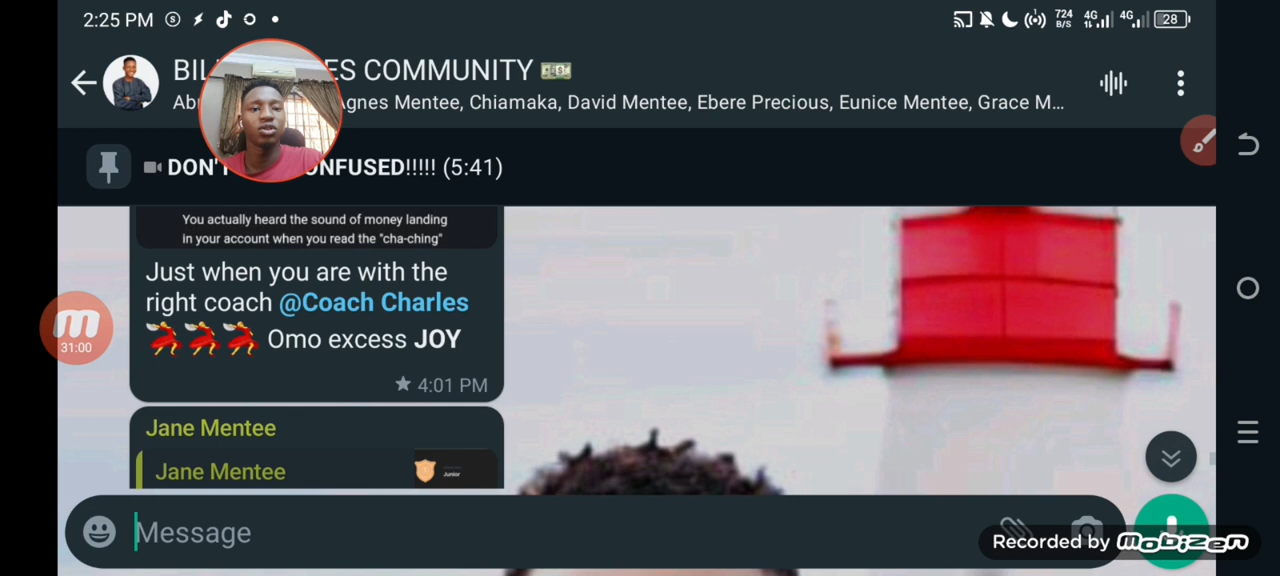 2:25 PM
724
B/S
4G
4G
28
BIL ES COMMUNITY
Agnes Mentee, Chiamaka, David Mentee, Ebere Precious, Eunice Mentee, Grace M...
DON' NFUSED!!!!! (5:41)
You actually heard the sound of money landing
in your account when you read the "cha-ching"
Just when you are with the
right coach @Coach Charles
Omo excess JOY
4:01 PM
31:00
Jane Mentee
Jane Mentee
Junior
Message
Recorded by Mobizen